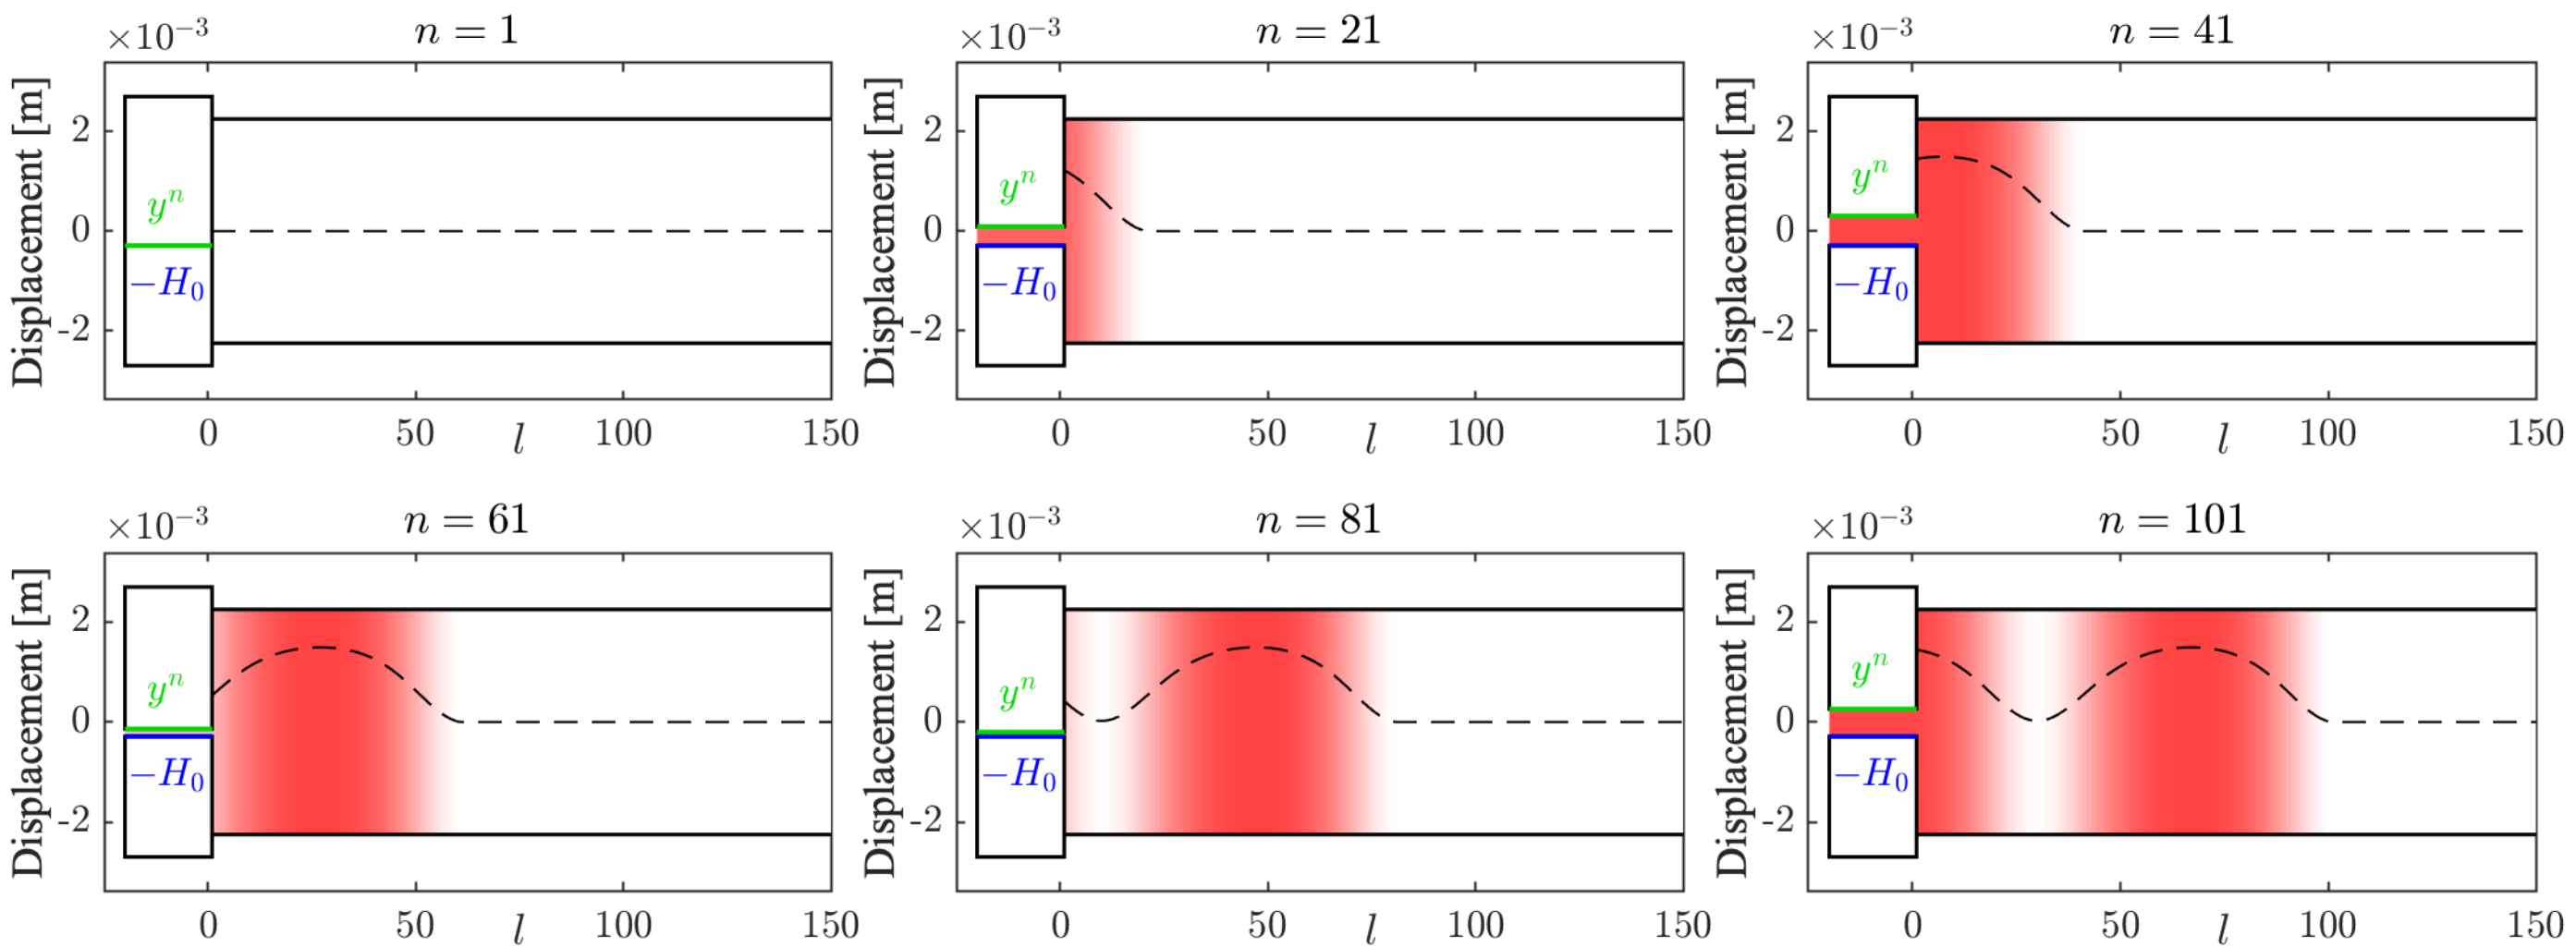 ×10⁻³ n = 1
Displacement [m]
2
0
-2
yⁿ
−H₀
0 50 l 100 150
×10⁻³ n = 21
Displacement [m]
2
0
-2
yⁿ
−H₀
0 50 l 100 150
×10⁻³ n = 41
Displacement [m]
2
0
-2
yⁿ
−H₀
0 50 l 100 150
×10⁻³ n = 61
Displacement [m]
2
0
-2
yⁿ
−H₀
0 50 l 100 150
×10⁻³ n = 81
Displacement [m]
2
0
-2
yⁿ
−H₀
0 50 l 100 150
×10⁻³ n = 101
Displacement [m]
2
0
-2
yⁿ
−H₀
0 50 l 100 150